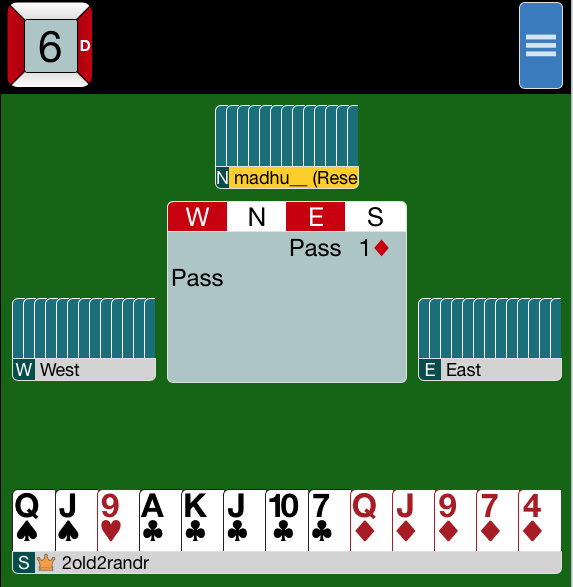 6 D
N madhu__ (Rese
W N E S
Pass 1♦
Pass
W West
E East
Q♠ J♠ 9♥ A♣ K♣ J♣ 10♣ 7♣ Q♦ J♦ 9♦ 7♦ 4♦
S 2old2randr